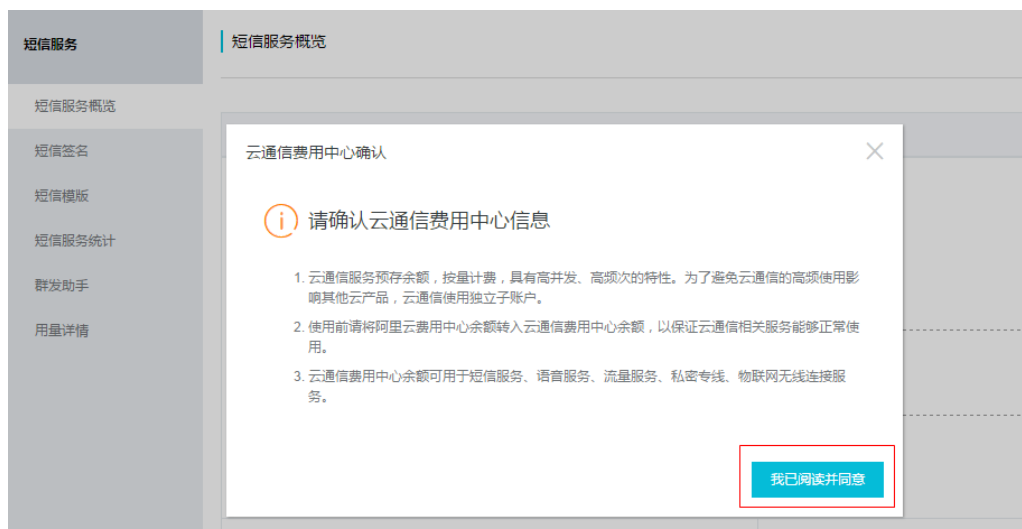 短信服务
短信服务概览
短信服务概览
短信签名
短信模版
短信服务统计
群发助手
用量详情
云通信费用中心确认
请确认云通信费用中心信息
1. 云通信服务预存余额，按量计费，具有高并发、高频次的特性。为了避免云通信的高频使用影
响其他云产品，云通信使用独立子账户。
2. 使用前请将阿里云费用中心余额转入云通信费用中心余额，以保证云通信相关服务能够正常使
用。
3. 云通信费用中心余额可用于短信服务、语音服务、流量服务、私密专线、物联网无线连接服
务。
我已阅读并同意